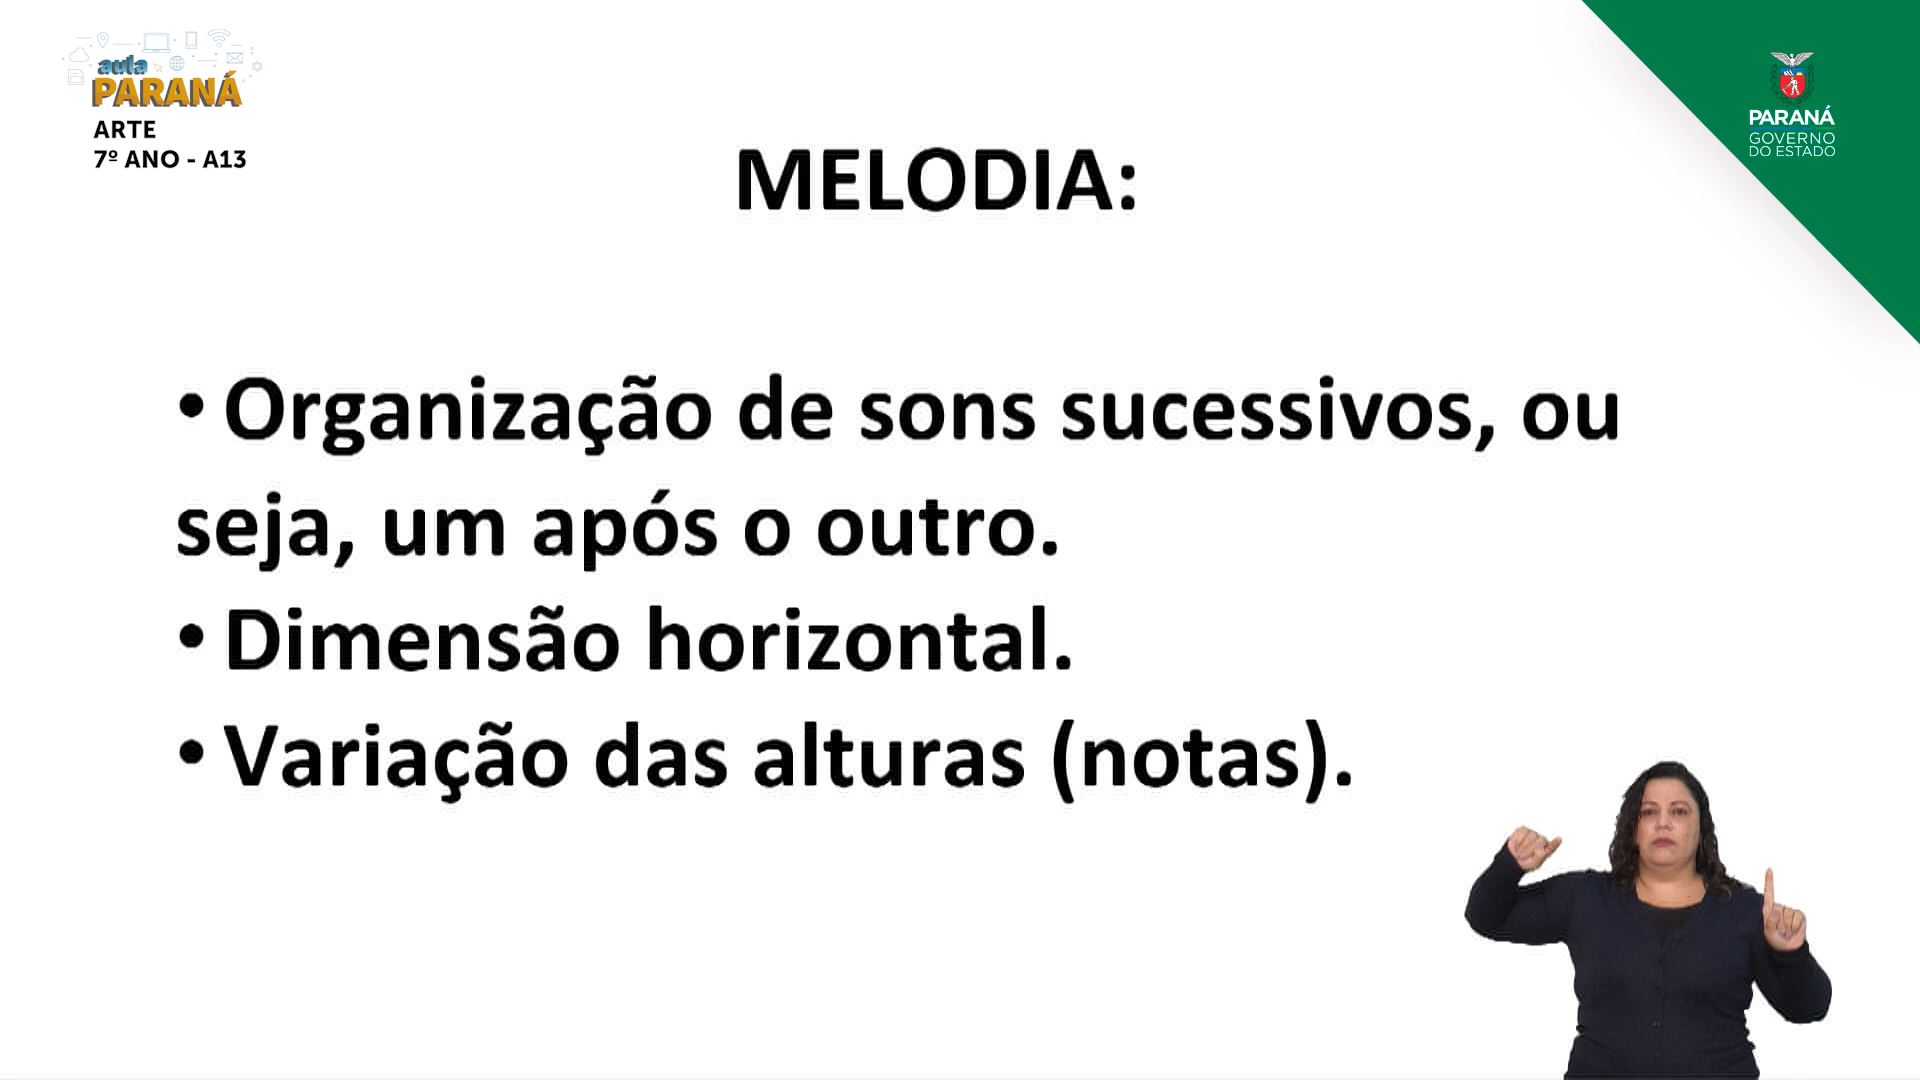 aula
PARANÁ
ARTE
7º ANO - A13
PARANÁ
GOVERNO
DO ESTADO
MELODIA:
• Organização de sons sucessivos, ou
seja, um após o outro.
• Dimensão horizontal.
• Variação das alturas (notas).